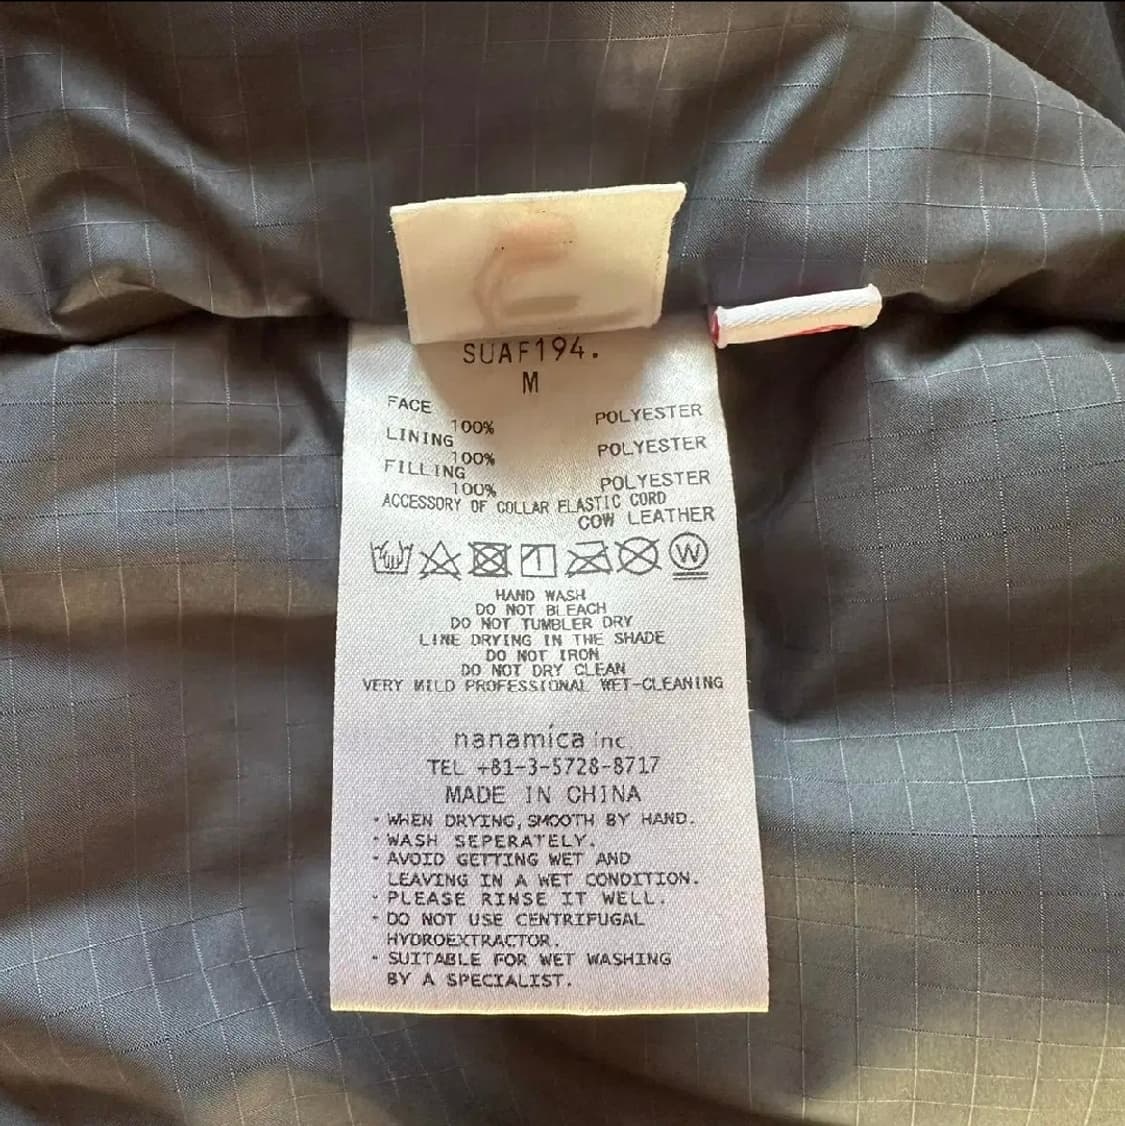 SUAF194.
M
FACE
100% POLYESTER
LINING
100% POLYESTER
FILLING
100% POLYESTER
ACCESSORY OF COLLAR ELASTIC CORD
COW LEATHER
W
HAND WASH
DO NOT BLEACH
DO NOT TUMBLER DRY
LINE DRYING IN THE SHADE
DO NOT IRON
DO NOT DRY CLEAN
VERY MILD PROFESSIONAL WET-CLEANING
nanamica inc.
TEL +81-3-5728-8717
MADE IN CHINA
・WHEN DRYING, SMOOTH BY HAND.
・WASH SEPERATELY.
・AVOID GETTING WET AND
LEAVING IN A WET CONDITION.
・PLEASE RINSE IT WELL.
・DO NOT USE CENTRIFUGAL
HYDROEXTRACTOR.
・SUITABLE FOR WET WASHING
BY A SPECIALIST.